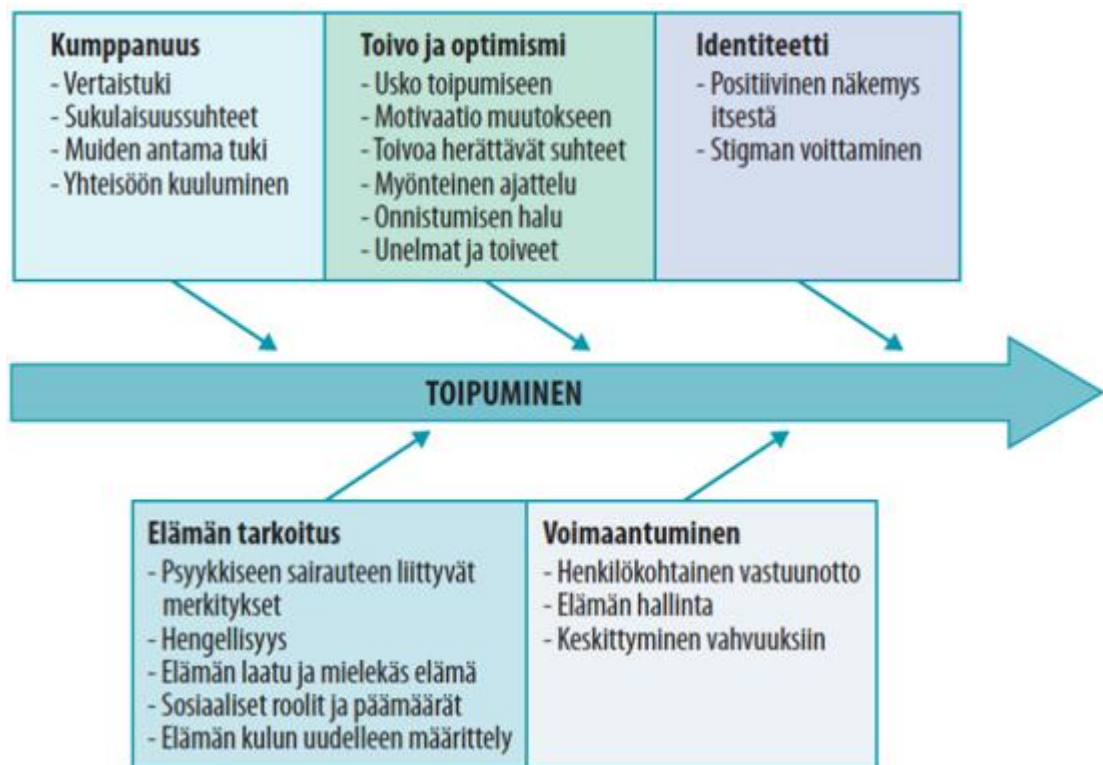 Kumppanuus
- Vertaistuki
- Sukulaisuussuhteet
- Muiden antama tuki
- Yhteisöön kuuluminen
Toivo ja optimismi
- Usko toipumiseen
- Motivaatio muutokseen
- Toivoa herättävät suhteet
- Myönteinen ajattelu
- Onnistumisen halu
- Unelmat ja toiveet
Identiteetti
- Positiivinen näkemys
itsestä
- Stigman voittaminen
TOIPUMINEN
Elämän tarkoitus
- Psyykkiseen sairauteen liittyvät
merkitykset
- Hengellisyys
- Elämän laatu ja mielekäs elämä
- Sosiaaliset roolit ja päämäärät
- Elämän kulun uudelleen määrittely
Voimaantuminen
- Henkilökohtainen vastuunotto
- Elämän hallinta
- Keskittyminen vahvuuksiin